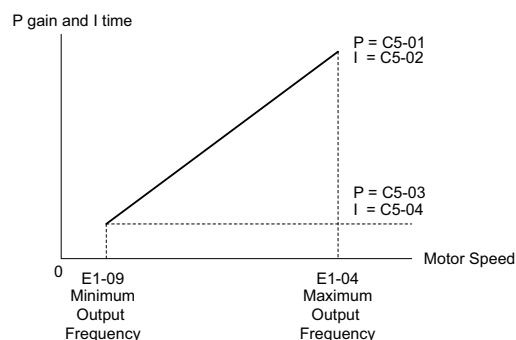 P gain and I time
P = C5-01
I = C5-02
P = C5-03
I = C5-04
Motor Speed
0
E1-09
Minimum
Output
Frequency
E1-04
Maximum
Output
Frequency